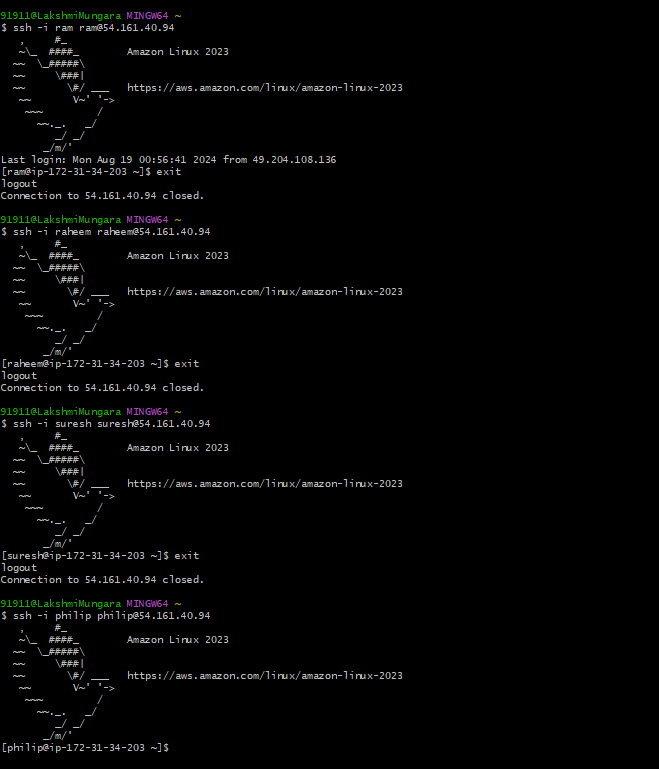 91911@LakshmiMungara MINGW64 ~
$ ssh -i ram ram@54.161.40.94
   ,     #_
   ~\_  ####_        Amazon Linux 2023
  ~~  \_#####\
  ~~     \###|
  ~~       \#/ ___   https://aws.amazon.com/linux/amazon-linux-2023
   ~~       V~' '->
    ~~~         /
      ~~._.   _/
         _/ _/
       _/m/'
Last login: Mon Aug 19 00:56:41 2024 from 49.204.108.136
[ram@ip-172-31-34-203 ~]$ exit
logout
Connection to 54.161.40.94 closed.
91911@LakshmiMungara MINGW64 ~
$ ssh -i raheem raheem@54.161.40.94
   ,     #_
   ~\_  ####_        Amazon Linux 2023
  ~~  \_#####\
  ~~     \###|
  ~~       \#/ ___   https://aws.amazon.com/linux/amazon-linux-2023
   ~~       V~' '->
    ~~~         /
      ~~._.   _/
         _/ _/
       _/m/'
[raheem@ip-172-31-34-203 ~]$ exit
logout
Connection to 54.161.40.94 closed.
91911@LakshmiMungara MINGW64 ~
$ ssh -i suresh suresh@54.161.40.94
   ,     #_
   ~\_  ####_        Amazon Linux 2023
  ~~  \_#####\
  ~~     \###|
  ~~       \#/ ___   https://aws.amazon.com/linux/amazon-linux-2023
   ~~       V~' '->
    ~~~         /
      ~~._.   _/
         _/ _/
       _/m/'
[suresh@ip-172-31-34-203 ~]$ exit
logout
Connection to 54.161.40.94 closed.
91911@LakshmiMungara MINGW64 ~
$ ssh -i philip philip@54.161.40.94
   ,     #_
   ~\_  ####_        Amazon Linux 2023
  ~~  \_#####\
  ~~     \###|
  ~~       \#/ ___   https://aws.amazon.com/linux/amazon-linux-2023
   ~~       V~' '->
    ~~~         /
      ~~._.   _/
         _/ _/
       _/m/'
[philip@ip-172-31-34-203 ~]$